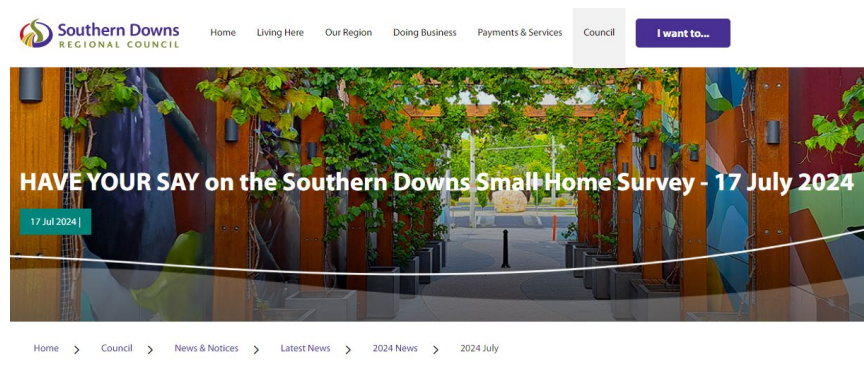 Southern Downs
REGIONAL COUNCIL
Home Living Here Our Region Doing Business Payments & Services Council I want to...
HAVE YOUR SAY on the Southern Downs Small Home Survey - 17 July 2024
17 Jul 2024 |
Home > Council > News & Notices > Latest News > 2024 News > 2024 July